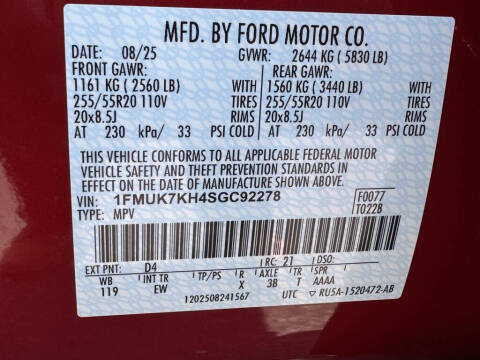 MFD. BY FORD MOTOR CO.
DATE: 08/25 GVWR: 2644 KG ( 5830 LB)
FRONT GAWR: REAR GAWR:
1161 KG ( 2560 LB) WITH 1560 KG ( 3440 LB) WITH
255/55R20 110V TIRES 255/55R20 110V TIRES
20x8.5J RIMS 20x8.5J RIMS
AT 230 kPa/ 33 PSI COLD AT 230 kPa/ 33 PSI COLD
THIS VEHICLE CONFORMS TO ALL APPLICABLE FEDERAL MOTOR
VEHICLE SAFETY AND THEFT PREVENTION STANDARDS IN
EFFECT ON THE DATE OF MANUFACTURE SHOWN ABOVE.
VIN: 1FMUK7KH4SGC92278 F0077
TYPE: MPV T0228
EXT PNT: D4 RC: 21 DSO:
WB INT TR TP/PS R AXLE TR SPR
119 EW X 3B T AAAA
1202508241567 UTC ▽ RU5A-1520472-AB